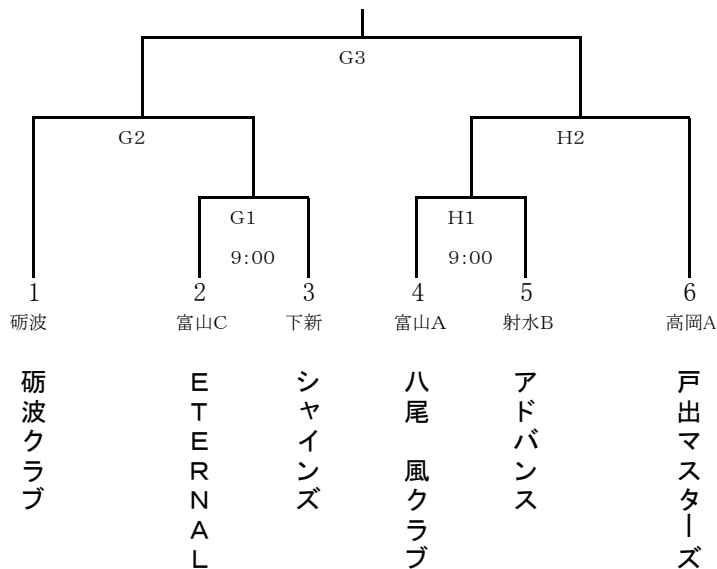 G3
G2
H2
G1
H1
9:00
9:00
1
2
3
4
5
6
砺波
富山C
下新
富山A
射水B
高岡A
砺波クラブ
ETERNAL
シャインズ
八尾 風クラブ
アドバンス
戸出マスターズ